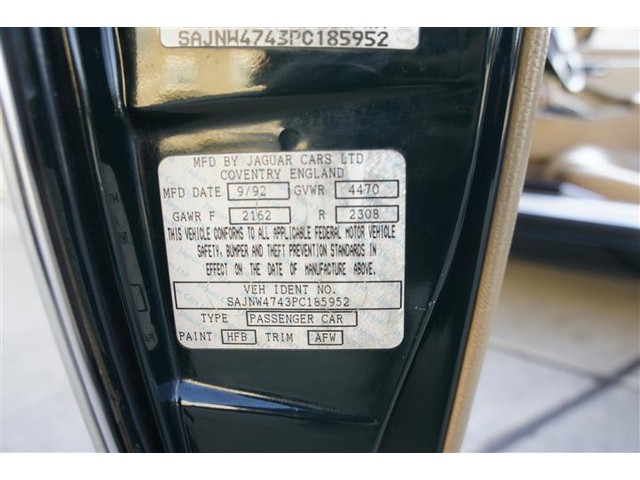 SAJNW4743PC185952
MFD BY JAGUAR CARS LTD
COVENTRY ENGLAND
MFD DATE 9/92 GVWR 4470
GAWR F 2162 R 2308
THIS VEHICLE CONFORMS TO ALL APPLICABLE FEDERAL MOTOR VEHICLE
SAFETY, BUMPER AND THEFT PREVENTION STANDARDS IN
EFFECT ON THE DATE OF MANUFACTURE ABOVE.
VEH IDENT NO.
SAJNW4743PC185952
TYPE PASSENGER CAR
PAINT HFB TRIM AFW